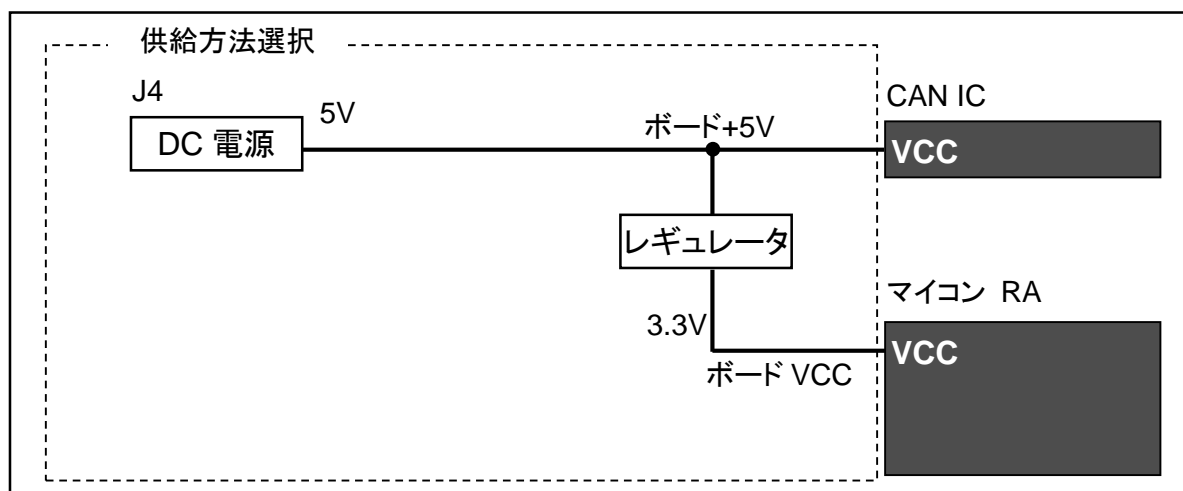 供給方法選択
J4
DC 電源
5V
ボード+5V
CAN IC
VCC
レギュレータ
3.3V
ボード VCC
マイコン RA
VCC